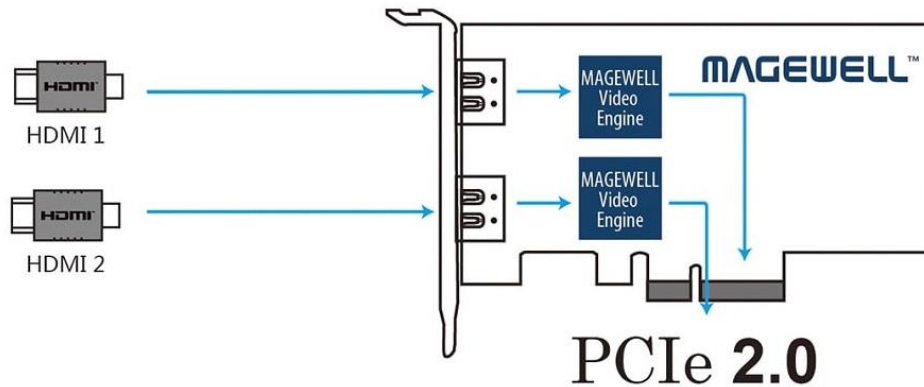 HDMI
HDMI 1
HDMI
HDMI 2
MAGEWELL
Video
Engine
MAGEWELL™
MAGEWELL
Video
Engine
PCIe 2.0